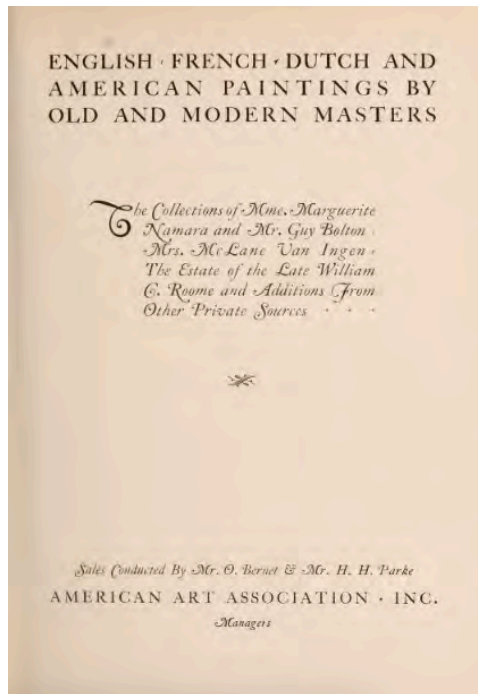 ENGLISH · FRENCH · DUTCH AND
AMERICAN PAINTINGS BY
OLD AND MODERN MASTERS
The Collections of Mme. Marguerite
Namara and Mr. Guy Bolton ·
Mrs. McLane Van Ingen ·
The Estate of the Late William
C. Roome and Additions From
Other Private Sources · · ·
Sales Conducted By Mr. O. Bernet & Mr. H. H. Parke
AMERICAN ART ASSOCIATION · INC.
Managers